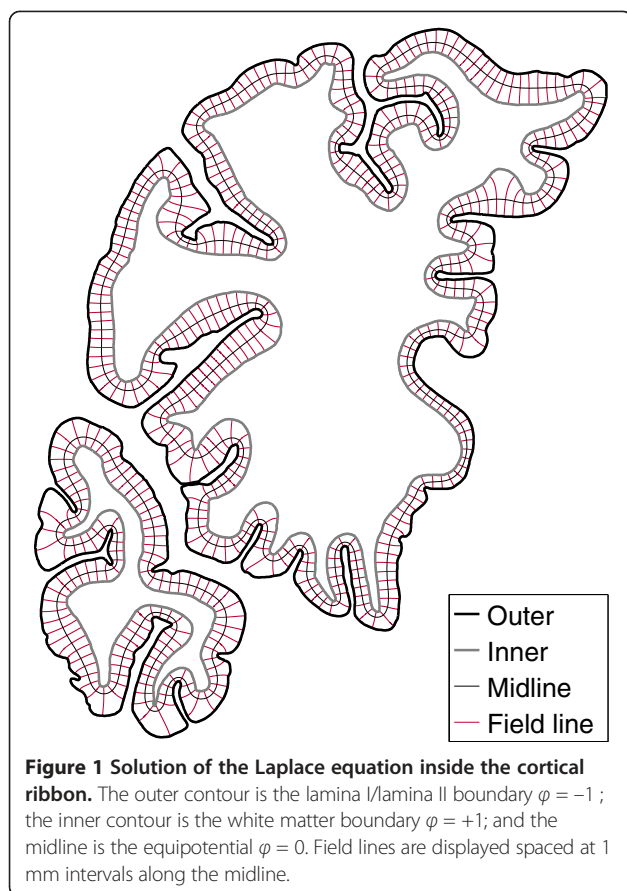 Outer
Inner
Midline
Field line
Figure 1 Solution of the Laplace equation inside the cortical
ribbon. The outer contour is the lamina I/lamina II boundary φ = –1 ;
the inner contour is the white matter boundary φ = +1; and the
midline is the equipotential φ = 0. Field lines are displayed spaced at 1
mm intervals along the midline.